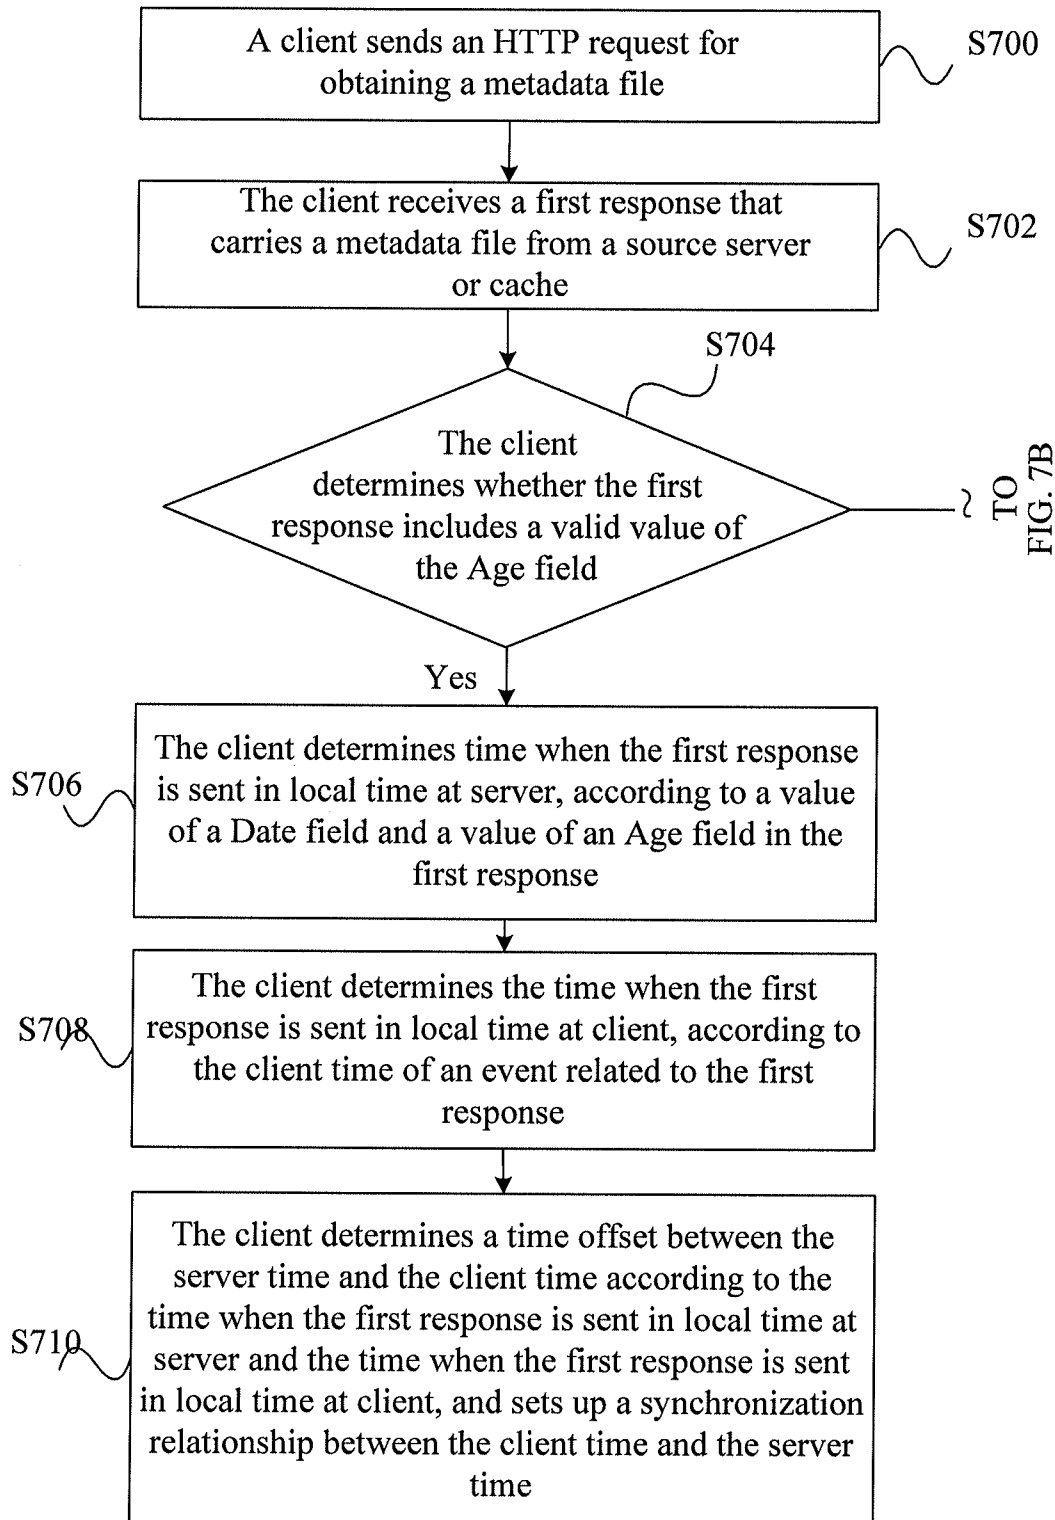 A client sends an HTTP request for
obtaining a metadata file
S700
The client receives a first response that
carries a metadata file from a source server
or cache
S702
S704
The client
determines whether the first
response includes a valid value of
the Age field
TO
FIG. 7B
Yes
The client determines time when the first response
is sent in local time at server, according to a value
of a Date field and a value of an Age field in the
first response
S706
The client determines the time when the first
response is sent in local time at client, according to
the client time of an event related to the first
response
S708
The client determines a time offset between the
server time and the client time according to the
time when the first response is sent in local time at
server and the time when the first response is sent
in local time at client, and sets up a synchronization
relationship between the client time and the server
time
S710